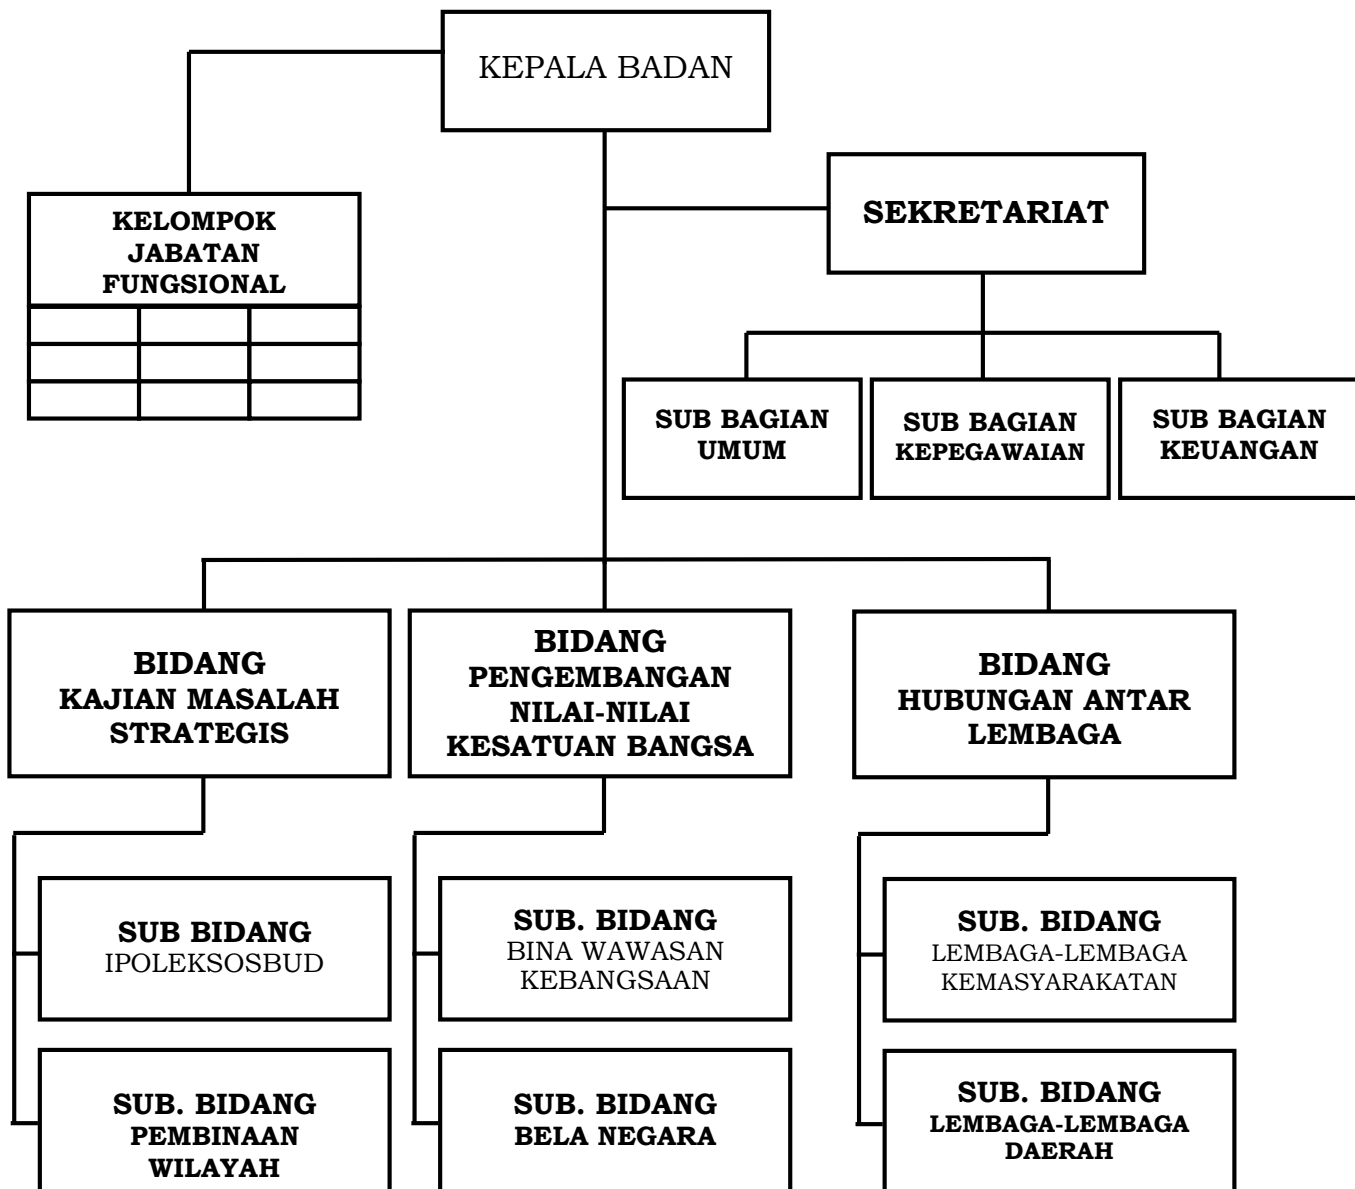 KEPALA BADAN
SEKRETARIAT
KELOMPOK
JABATAN
FUNGSIONAL
SUB BAGIAN
UMUM
SUB BAGIAN
KEPEGAWAIAN
SUB BAGIAN
KEUANGAN
BIDANG
KAJIAN MASALAH
STRATEGIS
BIDANG
PENGEMBANGAN
NILAI-NILAI
KESATUAN BANGSA
BIDANG
HUBUNGAN ANTAR
LEMBAGA
SUB BIDANG
IPOLEKSOSBUD
SUB. BIDANG
BINA WAWASAN
KEBANGSAAN
SUB. BIDANG
LEMBAGA-LEMBAGA
KEMASYARAKATAN
SUB. BIDANG
PEMBINAAN
WILAYAH
SUB. BIDANG
BELA NEGARA
SUB. BIDANG
LEMBAGA-LEMBAGA
DAERAH